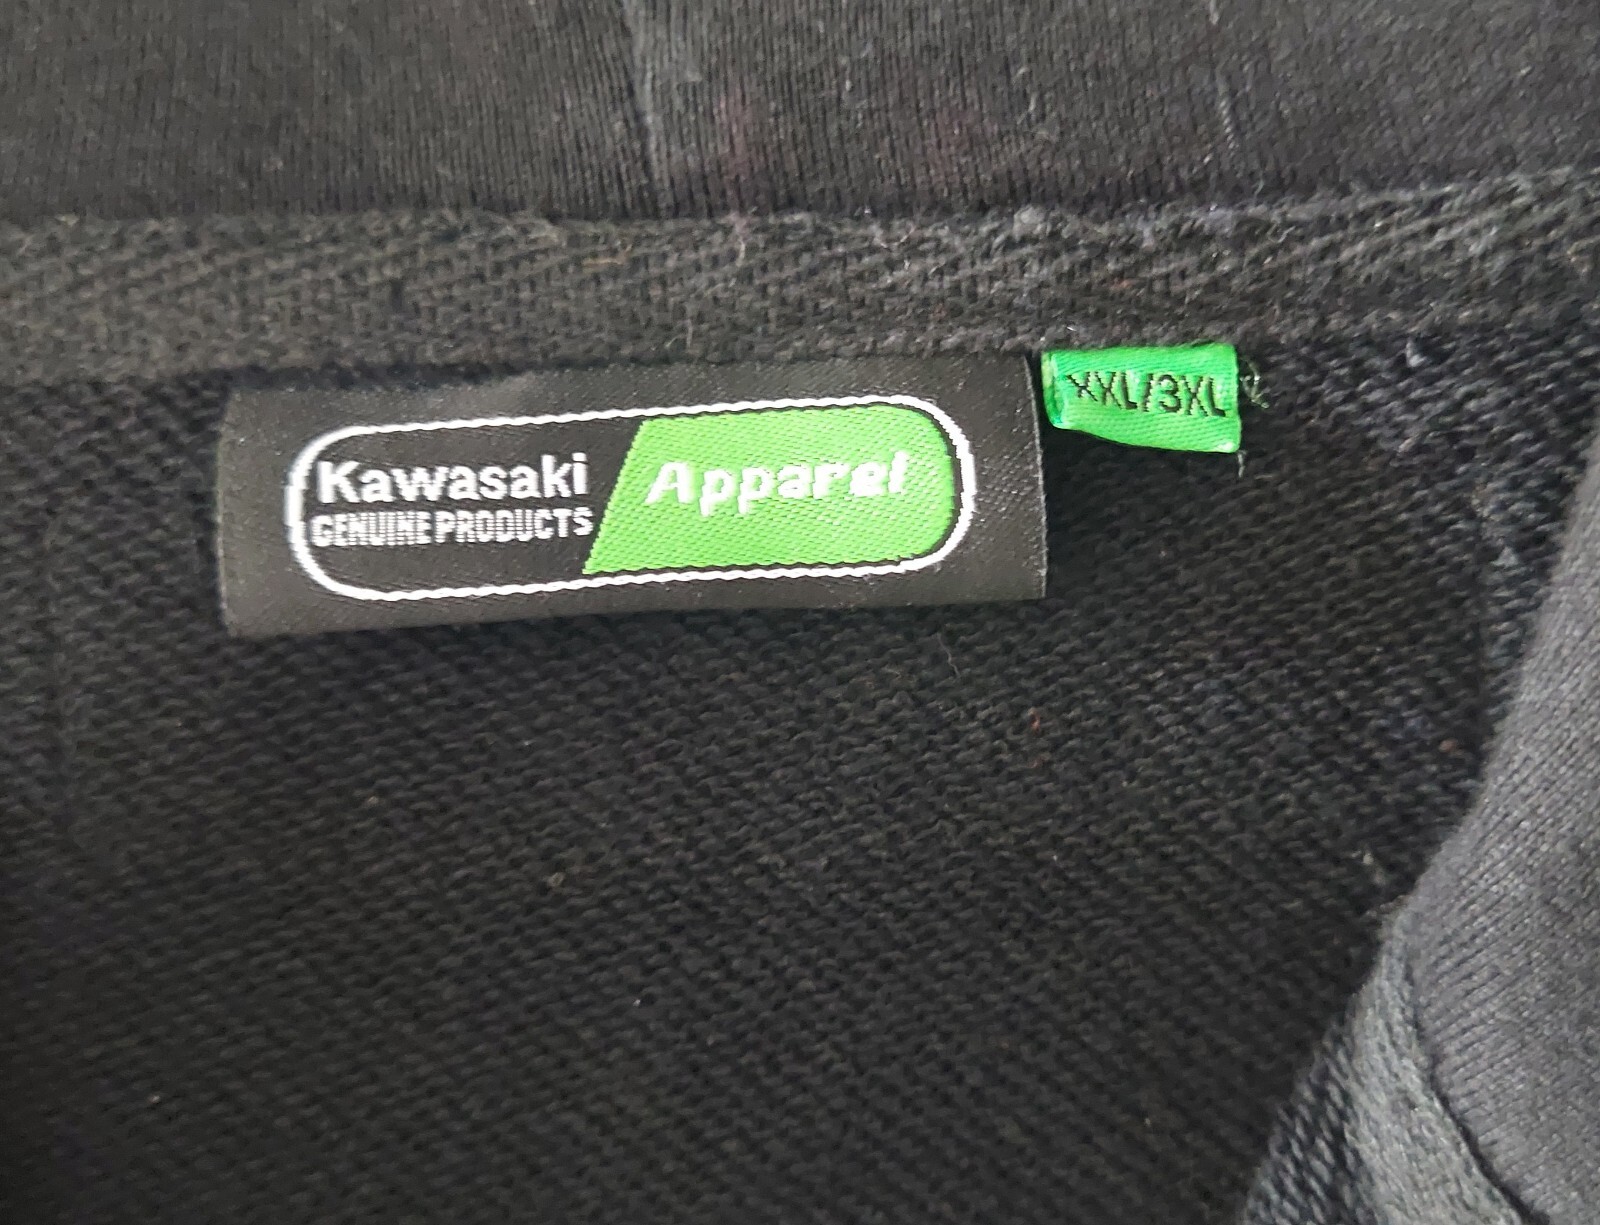 Kawasaki
GENUINE PRODUCTS
Apparel
XXL/3XL